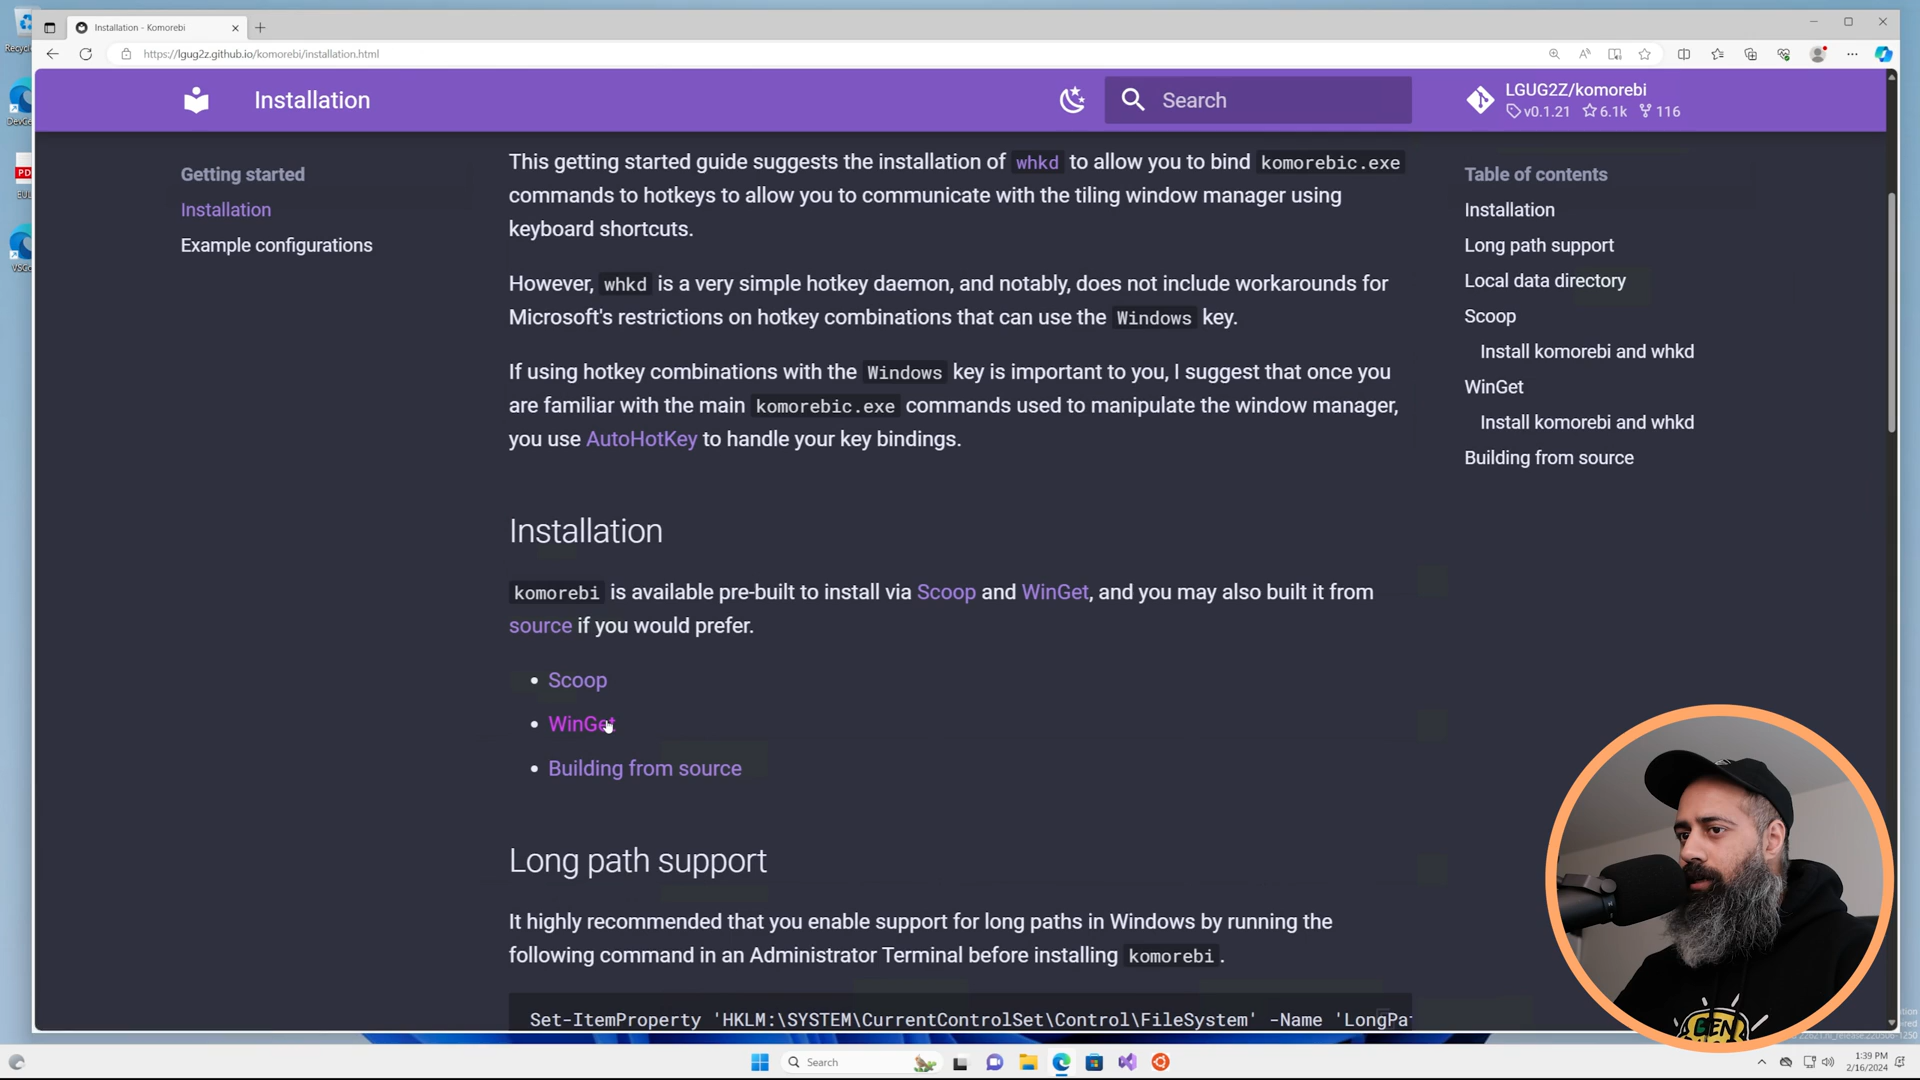 Installation - Komorebi
https://lgug2z.github.io/komorebi/installation.html
Installation
Search
LGUG2Z/komorebi
v0.1.21 6.1k 116
Getting started
Installation
Example configurations
This getting started guide suggests the installation of whkd to allow you to bind komorebic.exe
commands to hotkeys to allow you to communicate with the tiling window manager using
keyboard shortcuts.
However, whkd is a very simple hotkey daemon, and notably, does not include workarounds for
Microsoft's restrictions on hotkey combinations that can use the Windows key.
If using hotkey combinations with the Windows key is important to you, I suggest that once you
are familiar with the main komorebic.exe commands used to manipulate the window manager,
you use AutoHotKey to handle your key bindings.
Installation
komorebi is available pre-built to install via Scoop and WinGet, and you may also built it from
source if you would prefer.
Scoop
WinGet
Building from source
Long path support
It highly recommended that you enable support for long paths in Windows by running the
following command in an Administrator Terminal before installing komorebi .
Set-ItemProperty 'HKLM:\SYSTEM\CurrentControlSet\Control\FileSystem' -Name 'LongPa
Table of contents
Installation
Long path support
Local data directory
Scoop
Install komorebi and whkd
WinGet
Install komorebi and whkd
Building from source
Search
1:39 PM
2/16/2024